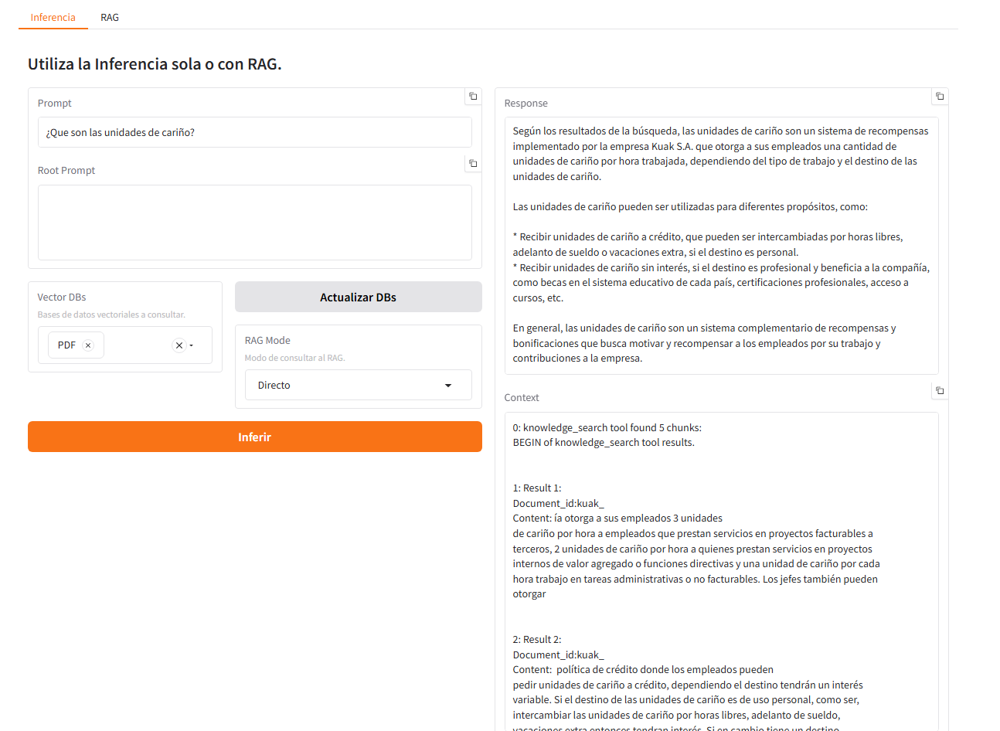 Inferencia RAG
Utiliza la Inferencia sola o con RAG.
Prompt
¿Que son las unidades de cariño?
Root Prompt
Vector DBs
Bases de datos vectoriales a consultar.
PDF
Actualizar DBs
RAG Mode
Modo de consultar al RAG.
Directo
Inferir
Response
Según los resultados de la búsqueda, las unidades de cariño son un sistema de recompensas
implementado por la empresa Kuak S.A. que otorga a sus empleados una cantidad de
unidades de cariño por hora trabajada, dependiendo del tipo de trabajo y el destino de las
unidades de cariño.
Las unidades de cariño pueden ser utilizadas para diferentes propósitos, como:
* Recibir unidades de cariño a crédito, que pueden ser intercambiadas por horas libres,
adelanto de sueldo o vacaciones extra, si el destino es personal.
* Recibir unidades de cariño sin interés, si el destino es profesional y beneficia a la compañía,
como becas en el sistema educativo de cada país, certificaciones profesionales, acceso a
cursos, etc.
En general, las unidades de cariño son un sistema complementario de recompensas y
bonificaciones que busca motivar y recompensar a los empleados por su trabajo y
contribuciones a la empresa.
Context
0: knowledge_search tool found 5 chunks:
BEGIN of knowledge_search tool results.
1: Result 1:
Document_id:kuak_
Content: ía otorga a sus empleados 3 unidades
de cariño por hora a empleados que prestan servicios en proyectos facturables a
terceros, 2 unidades de cariño por hora a quienes prestan servicios en proyectos
internos de valor agregado o funciones directivas y una unidad de cariño por cada
hora trabajo en tareas administrativas o no facturables. Los jefes también pueden
otorgar
2: Result 2:
Document_id:kuak_
Content:  política de crédito donde los empleados pueden
pedir unidades de cariño a crédito, dependiendo el destino tendrán un interés
variable. Si el destino de las unidades de cariño es de uso personal, como ser,
intercambiar las unidades de cariño por horas libres, adelanto de sueldo,
vacaciones extra entonces tendran interés. Si en cambio tiene un destino